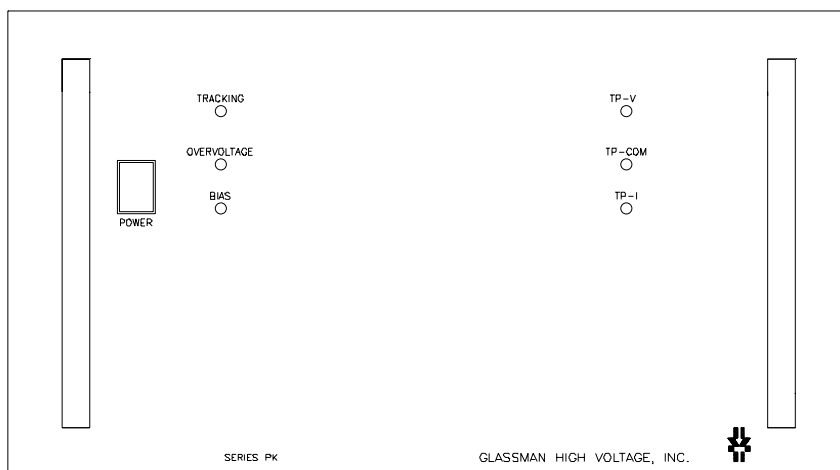 TRACKING
TP-V
OVERVOLTAGE
TP-COM
BIAS
TP-I
POWER
SERIES PK
GLASSMAN HIGH VOLTAGE, INC.